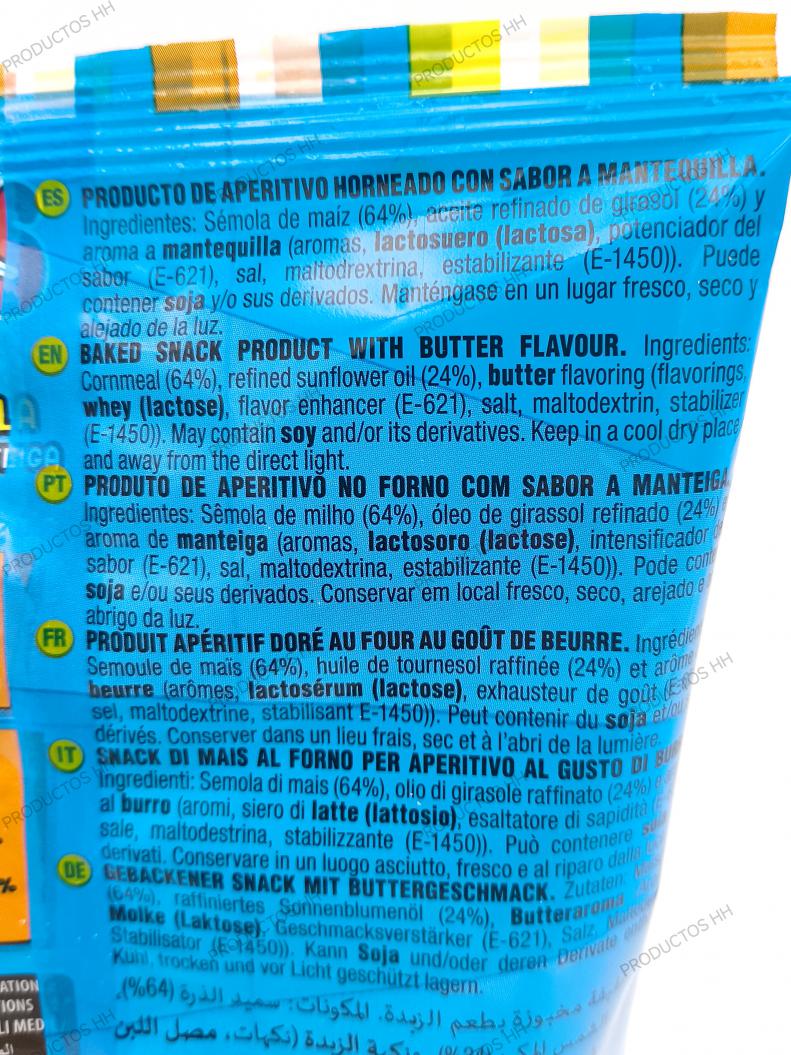 ES PRODUCTO DE APERITIVO HORNEADO CON SABOR A MANTEQUILLA.
Ingredientes: Sémola de maíz (64%), aceite refinado de girasol (24%) y
aroma a mantequilla (aromas, lactosuero (lactosa), potenciador del
sabor (E-621), sal, maltodrextrina, estabilizante (E-1450)). Puede
contener soja y/o sus derivados. Manténgase en un lugar fresco, seco y
alejado de la luz.
EN BAKED SNACK PRODUCT WITH BUTTER FLAVOUR. Ingredients:
Cornmeal (64%), refined sunflower oil (24%), butter flavoring (flavorings,
whey (lactose), flavor enhancer (E-621), salt, maltodextrin, stabilizer
(E-1450)). May contain soy and/or its derivatives. Keep in a cool dry place
and away from the direct light.
PT PRODUTO DE APERITIVO NO FORNO COM SABOR A MANTEIGA.
Ingredientes: Sêmola de milho (64%), óleo de girassol refinado (24%)
aroma de manteiga (aromas, lactosoro (lactose), intensificador
sabor (E-621), sal, maltodextrina, estabilizante (E-1450)). Pode
soja e/ou seus derivados. Conservar em local fresco, seco, arejado e
abrigo da luz.
FR PRODUIT APÉRITIF DORÉ AU FOUR AU GOÛT DE BEURRE.
Semoule de maïs (64%), huile de tournesol raffinée (24%) et arôme
beurre (arômes, lactosérum (lactose), exhausteur de goût
sel, maltodextrine, stabilisant E-1450)). Peut contenir du soja et/ou
dérivés. Conserver dans un lieu frais, sec et à l'abri de la lumière.
IT SNACK DI MAIS AL FORNO PER APERITIVO AL GUSTO DI
Ingredienti: Semola di mais (64%), olio di girasole raffinato (24%)
al burro (aromi, siero di latte (lattosio), esaltatore di sapidità
sale, maltodestrina, stabilizzante (E-1450)). Può contenere
derivati. Conservare in un luogo asciutto, fresco e al riparo dalla
DE GEBACKENER SNACK MIT BUTTERGESCHMACK. Zutaten:
(64%), raffiniertes Sonnenblumenöl (24%), Butteraroma
Molke (Laktose), Geschmacksverstärker (E-621), Salz,
Stabilisator (E-1450)). Kann Soja und/oder deren Derivate
Kühl, trocken und vor Licht geschützt lagern.
مخبوزة بطعم الزبدة. المكونات: سميد الذرة (64%)،
ونكهة الزبدة (نكهات، مصل اللبن
LI MED
PRODUCTOS HH